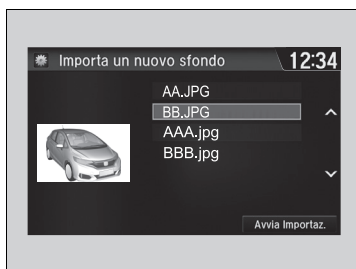 Importa un nuovo sfondo
12:34
AA.JPG
BB.JPG
AAA.jpg
BBB.jpg
Avvia Importaz.